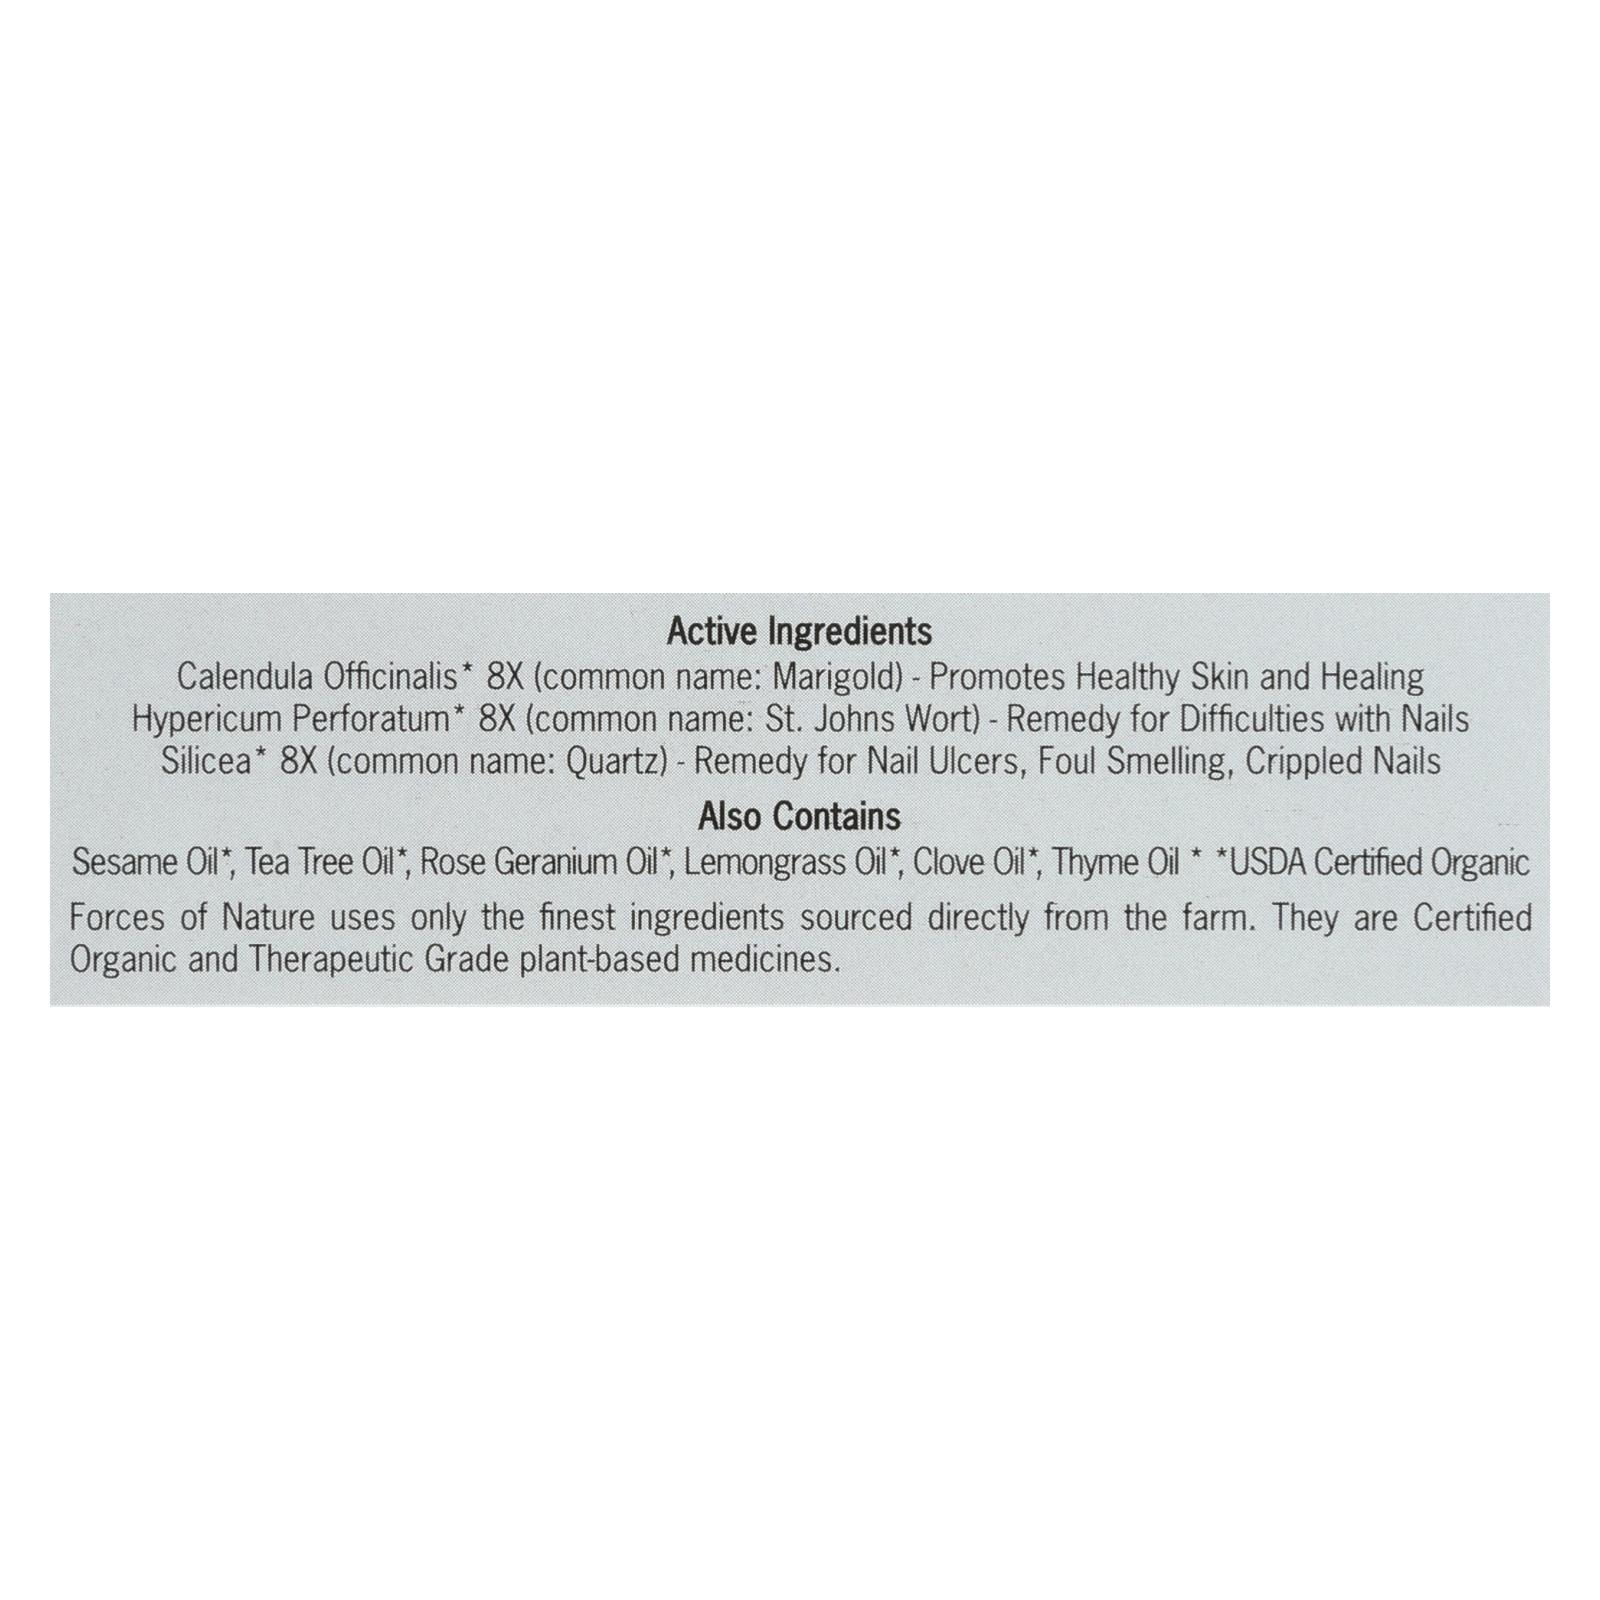 Active Ingredients
Calendula Officinalis* 8X (common name: Marigold) - Promotes Healthy Skin and Healing
Hypericum Perforatum* 8X (common name: St. Johns Wort) - Remedy for Difficulties with Nails
Silicea* 8X (common name: Quartz) - Remedy for Nail Ulcers, Foul Smelling, Crippled Nails
Also Contains
Sesame Oil*, Tea Tree Oil*, Rose Geranium Oil*, Lemongrass Oil*, Clove Oil*, Thyme Oil * *USDA Certified Organic
Forces of Nature uses only the finest ingredients sourced directly from the farm. They are Certified
Organic and Therapeutic Grade plant-based medicines.